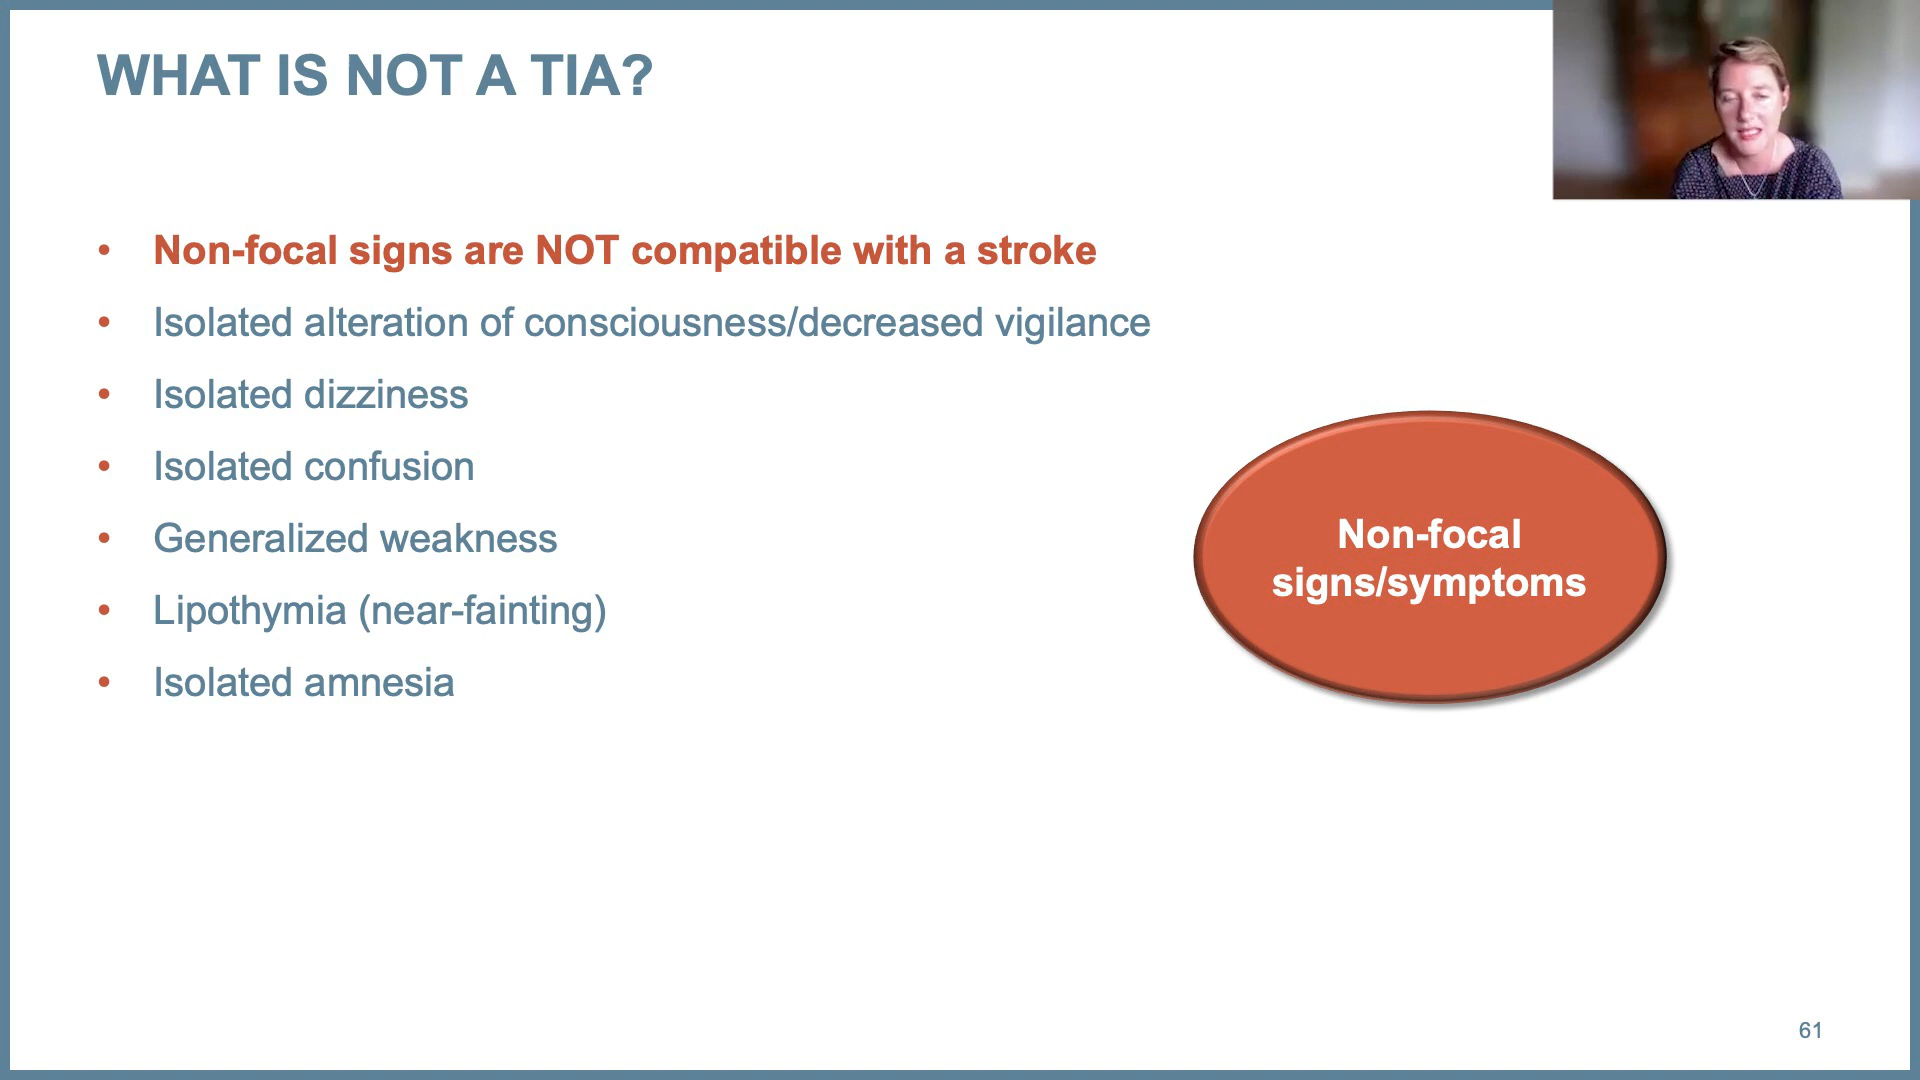 WHAT IS NOT A TIA?
• Non-focal signs are NOT compatible with a stroke
• Isolated alteration of consciousness/decreased vigilance
• Isolated dizziness
• Isolated confusion
• Generalized weakness
• Lipothymia (near-fainting)
• Isolated amnesia
Non-focal
signs/symptoms
61